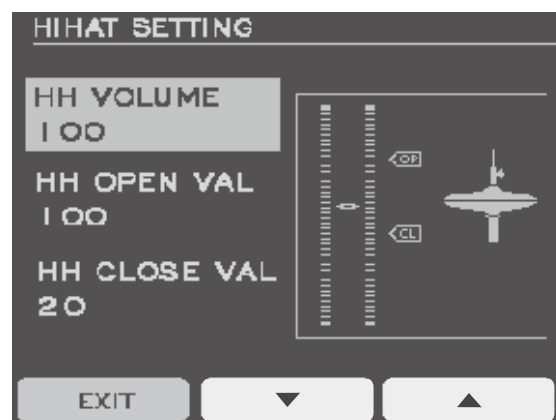 HIHAT SETTING
HH VOLUME
100
HH OPEN VAL
100
HH CLOSE VAL
20
OP
CL
EXIT